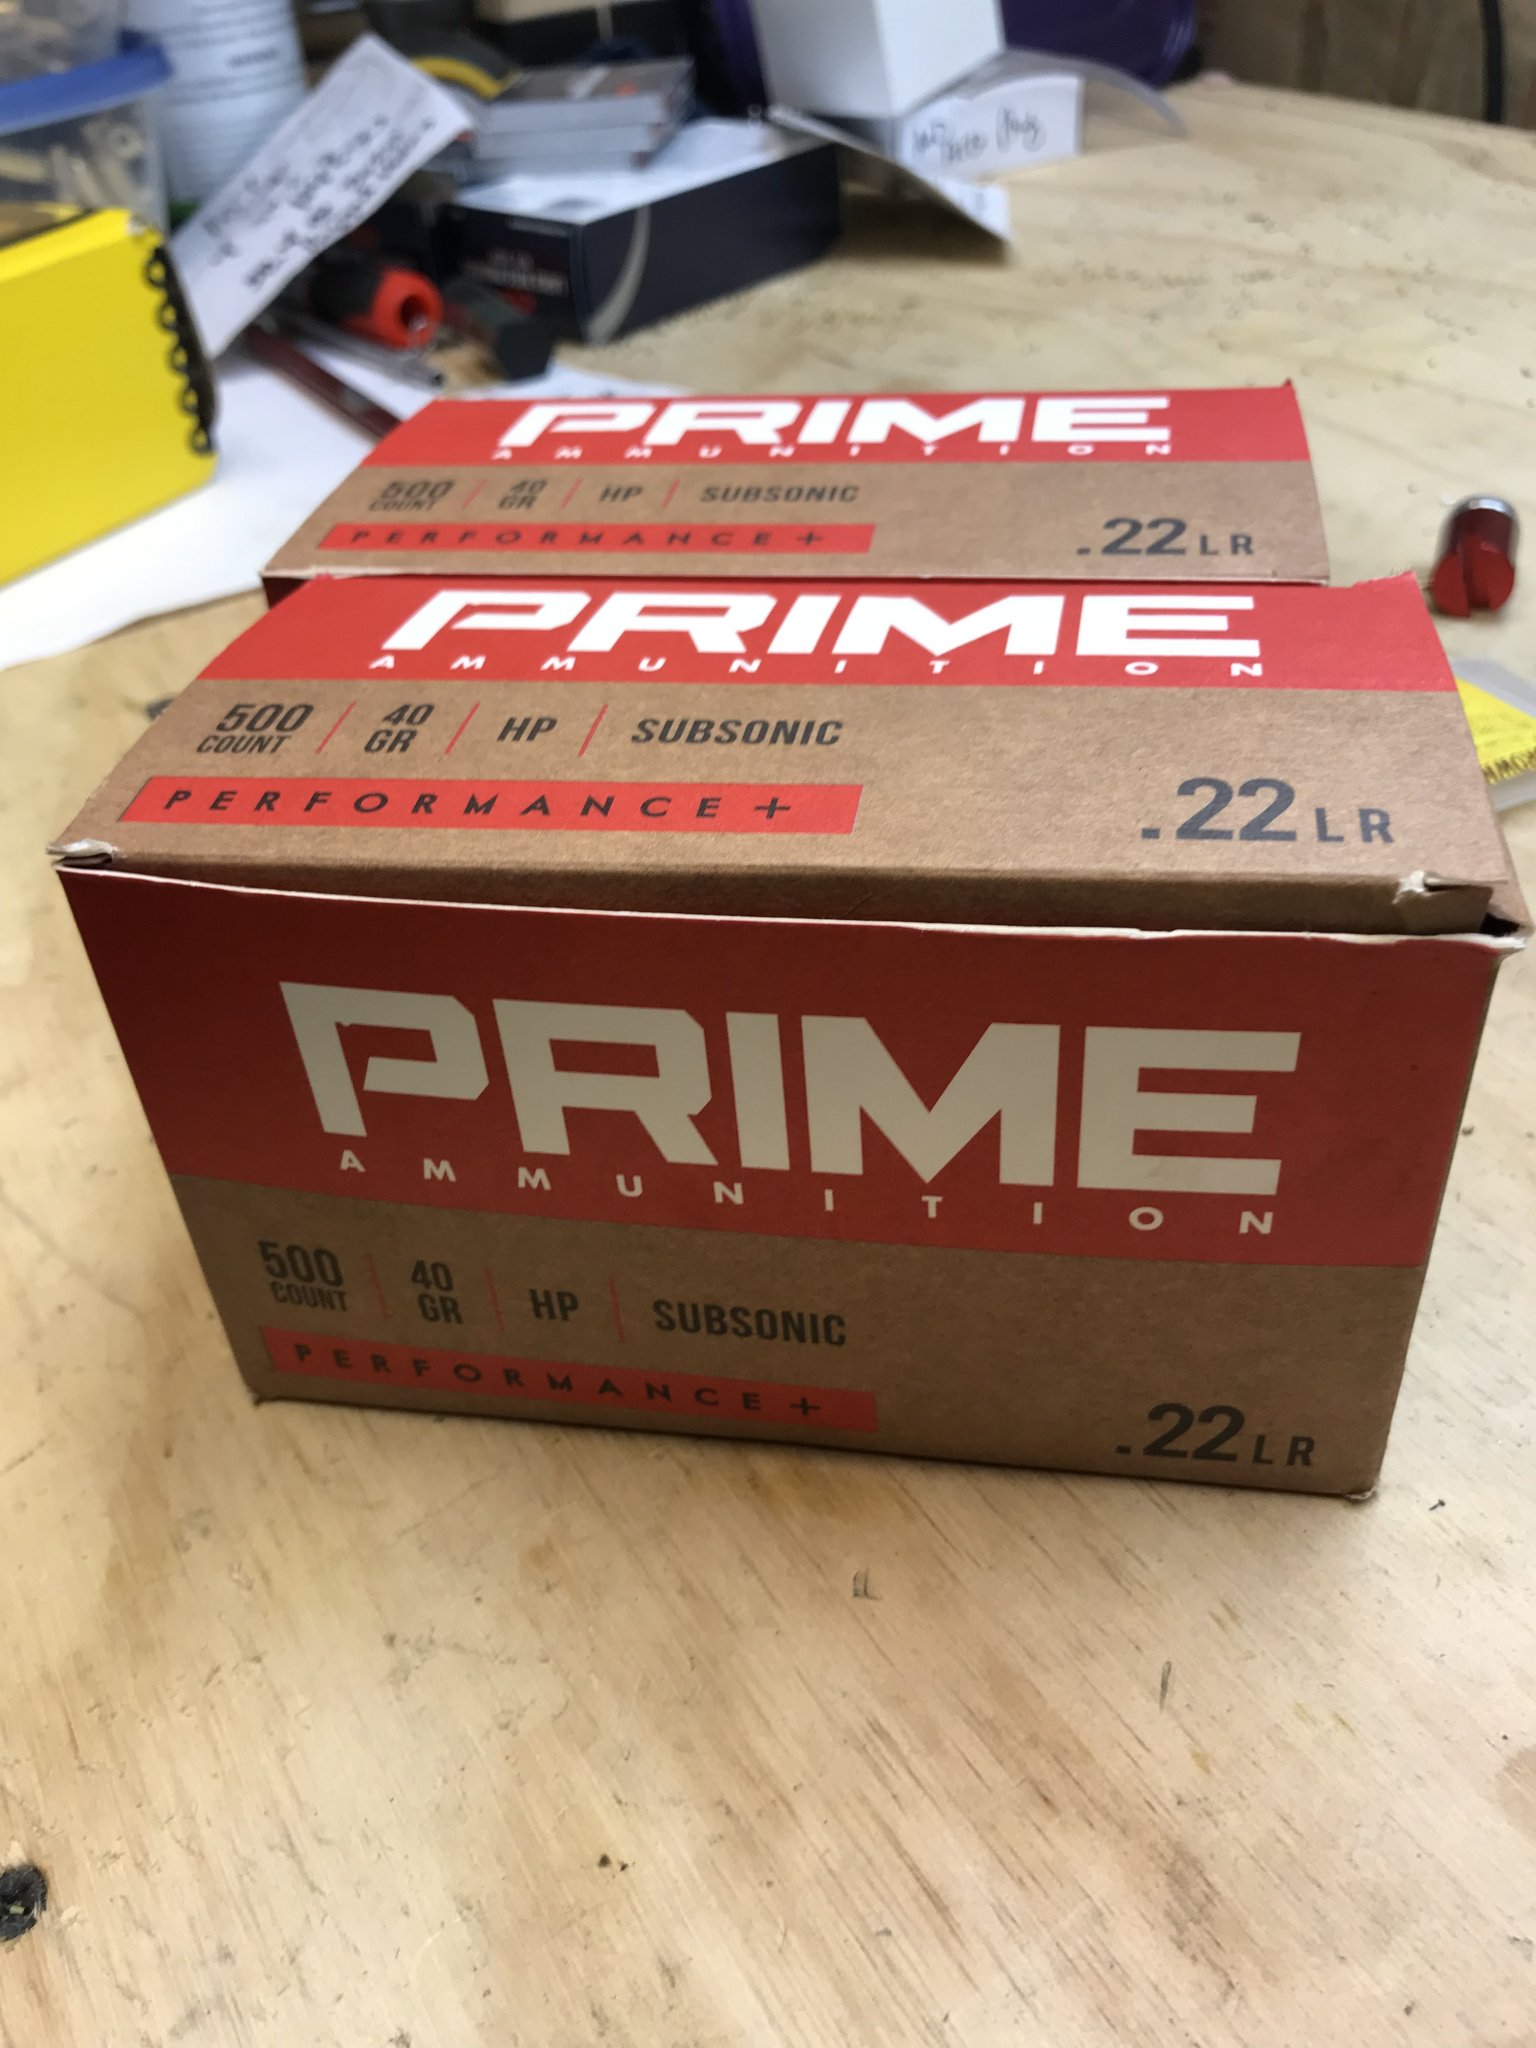 PRIME
AMMUNITION
500 COUNT | 40 GR | HP | SUBSONIC
PERFORMANCE+
.22 LR
PRIME
AMMUNITION
500 COUNT | 40 GR | HP | SUBSONIC
PERFORMANCE+
.22 LR
PRIME
AMMUNITION
500 COUNT | 40 GR | HP | SUBSONIC
PERFORMANCE+
.22 LR